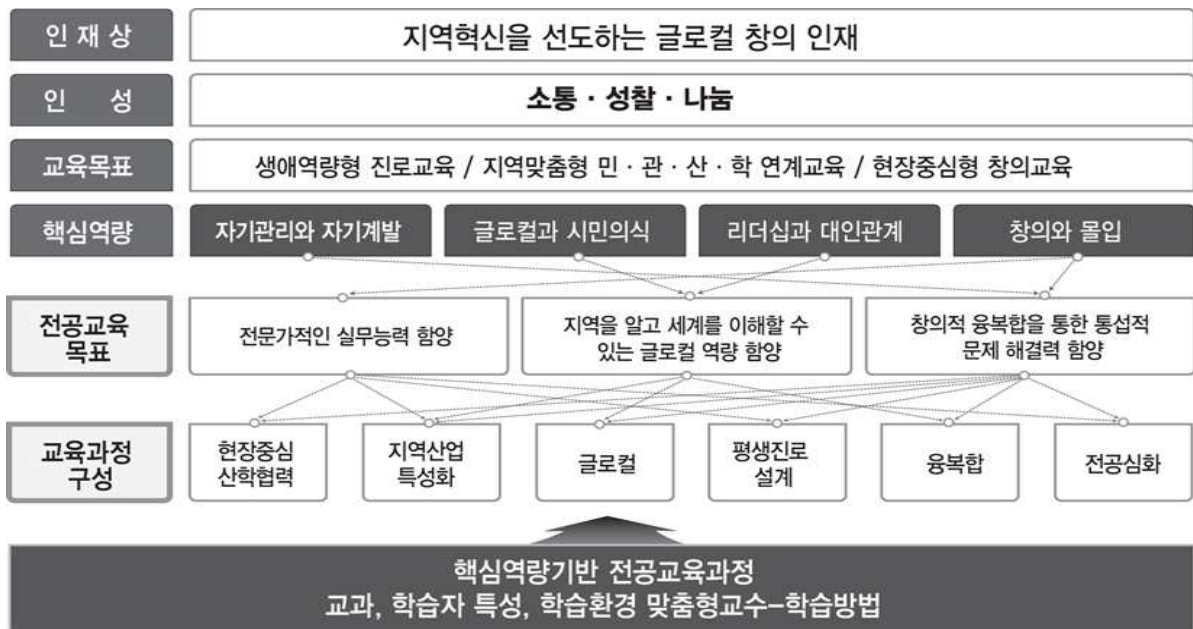 인 재 상
지역혁신을 선도하는 글로컬 창의 인재
인 성
소통 · 성찰 · 나눔
교육목표
생애역량형 진로교육 / 지역맞춤형 민 · 관 · 산 · 학 연계교육 / 현장중심형 창의교육
핵심역량
자기관리와 자기계발
글로컬과 시민의식
리더십과 대인관계
창의와 몰입
전공교육
목표
전문가적인 실무능력 함양
지역을 알고 세계를 이해할 수
있는 글로컬 역량 함양
창의적 융복합을 통한 통섭적
문제 해결력 함양
교육과정
구성
현장중심
산학협력
지역산업
특성화
글로컬
평생진로
설계
융복합
전공심화
핵심역량기반 전공교육과정
교과, 학습자 특성, 학습환경 맞춤형교수-학습방법